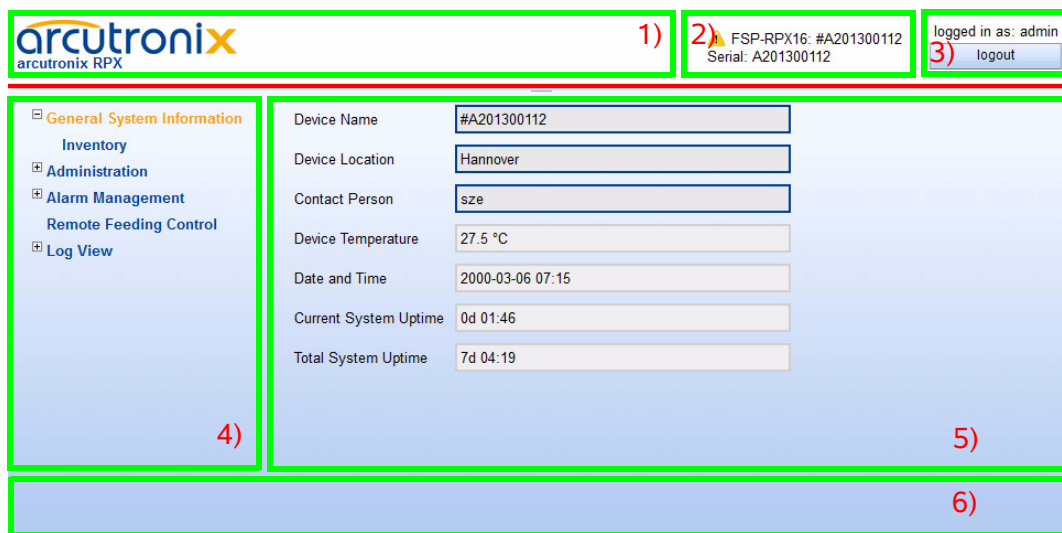 arcutronix
arcutronix RPX
1)
2)
FSP-RPX16: #A201300112
Serial: A201300112
logged in as: admin
3)
logout
General System Information
Inventory
Administration
Alarm Management
Remote Feeding Control
Log View
4)
Device Name #A201300112
Device Location Hannover
Contact Person sze
Device Temperature 27.5 °C
Date and Time 2000-03-06 07:15
Current System Uptime 0d 01:46
Total System Uptime 7d 04:19
5)
6)